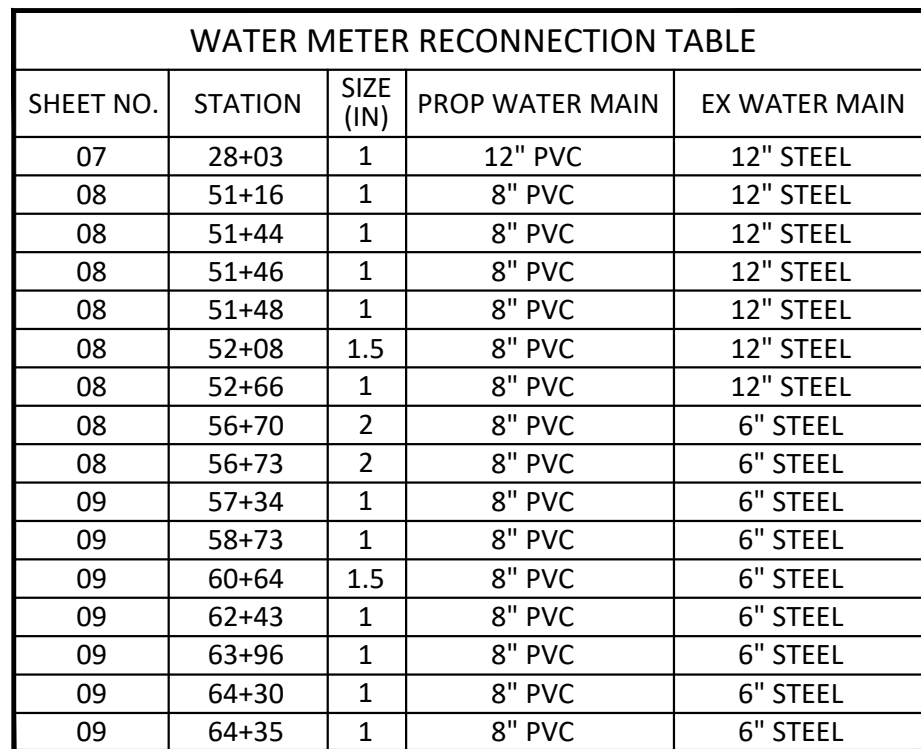 WATER METER RECONNECTION TABLE
SHEET NO. STATION SIZE (IN) PROP WATER MAIN EX WATER MAIN
07 28+03 1 12" PVC 12" STEEL
08 51+16 1 8" PVC 12" STEEL
08 51+44 1 8" PVC 12" STEEL
08 51+46 1 8" PVC 12" STEEL
08 51+48 1 8" PVC 12" STEEL
08 52+08 1.5 8" PVC 12" STEEL
08 52+66 1 8" PVC 12" STEEL
08 56+70 2 8" PVC 6" STEEL
08 56+73 2 8" PVC 6" STEEL
09 57+34 1 8" PVC 6" STEEL
09 58+73 1 8" PVC 6" STEEL
09 60+64 1.5 8" PVC 6" STEEL
09 62+43 1 8" PVC 6" STEEL
09 63+96 1 8" PVC 6" STEEL
09 64+30 1 8" PVC 6" STEEL
09 64+35 1 8" PVC 6" STEEL